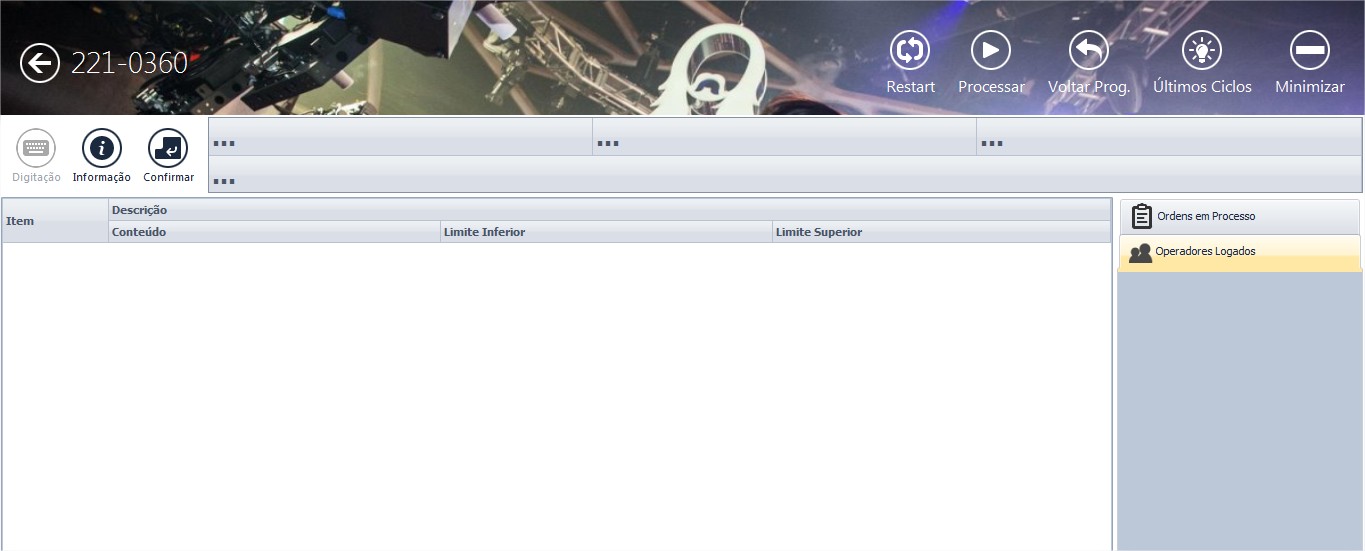 221-0360
Restart
Processar
Voltar Prog.
Últimos Ciclos
Minimizar
Digitação
Informação
Confirmar
...
...
...
...
Item
Descrição
Conteúdo
Limite Inferior
Limite Superior
Ordens em Processo
Operadores Logados